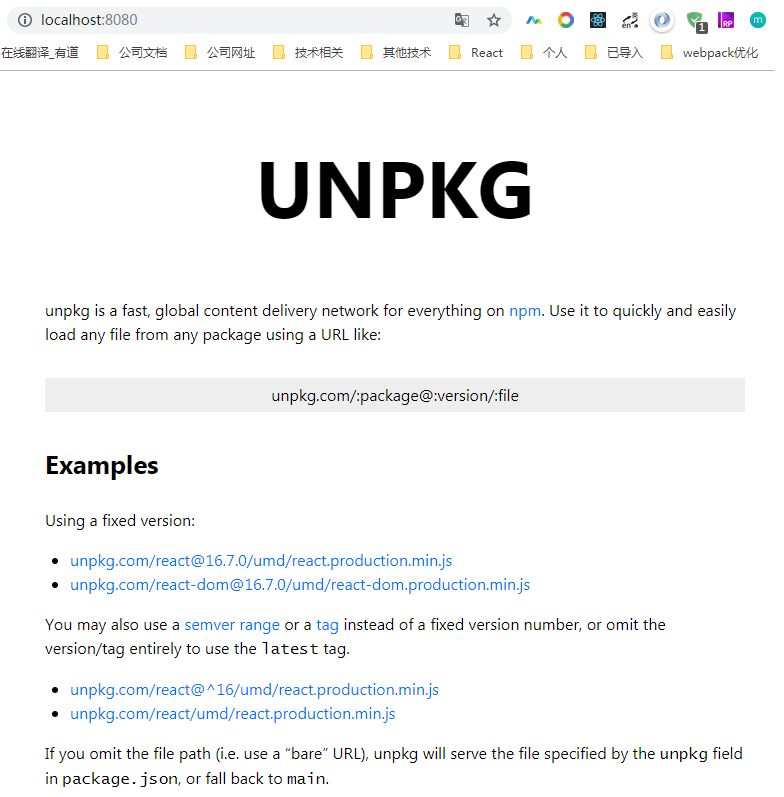 localhost:8080
在线翻译_有道 公司文档 公司网址 技术相关 其他技术 React 个人 已导入 webpack优化
UNPKG
unpkg is a fast, global content delivery network for everything on npm. Use it to quickly and easily
load any file from any package using a URL like:
unpkg.com/:package@:version/:file
Examples
Using a fixed version:
unpkg.com/react@16.7.0/umd/react.production.min.js
unpkg.com/react-dom@16.7.0/umd/react-dom.production.min.js
You may also use a semver range or a tag instead of a fixed version number, or omit the
version/tag entirely to use the latest tag.
unpkg.com/react@^16/umd/react.production.min.js
unpkg.com/react/umd/react.production.min.js
If you omit the file path (i.e. use a “bare” URL), unpkg will serve the file specified by the unpkg field
in package.json, or fall back to main.